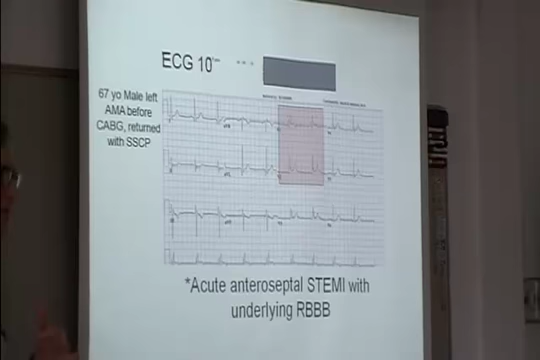 ECG 10
67 yo Male left
AMA before
CABG, returned
with SSCP
*Acute anteroseptal STEMI with
underlying RBBB